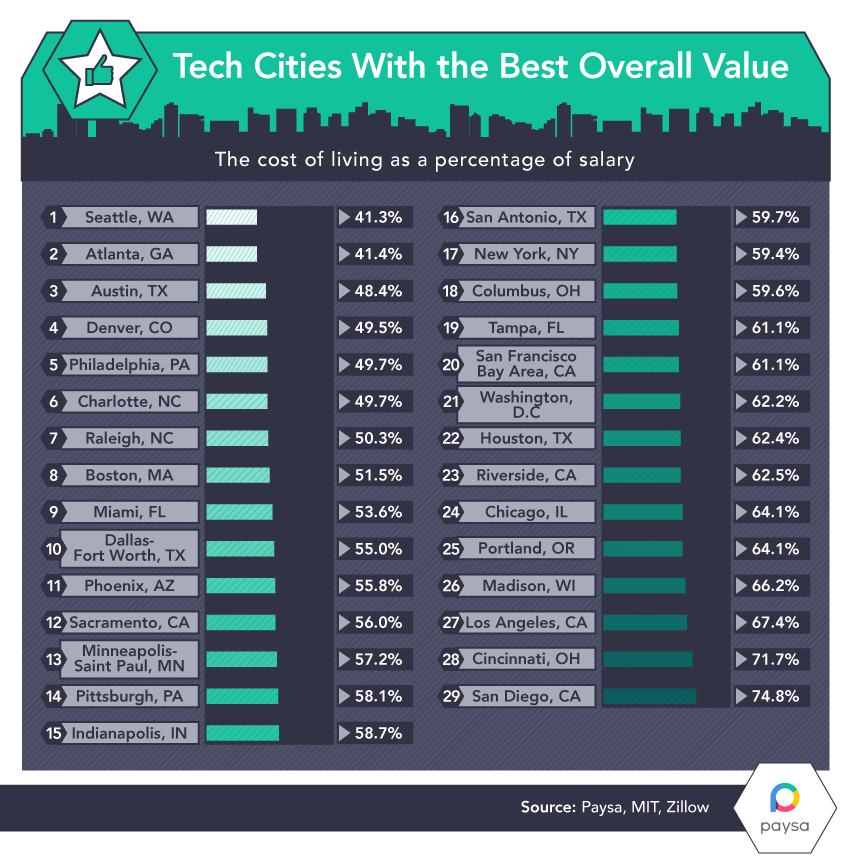 Tech Cities With the Best Overall Value
The cost of living as a percentage of salary
1 Seattle, WA 41.3%
2 Atlanta, GA 41.4%
3 Austin, TX 48.4%
4 Denver, CO 49.5%
5 Philadelphia, PA 49.7%
6 Charlotte, NC 49.7%
7 Raleigh, NC 50.3%
8 Boston, MA 51.5%
9 Miami, FL 53.6%
10 Dallas-
Fort Worth, TX 55.0%
11 Phoenix, AZ 55.8%
12 Sacramento, CA 56.0%
13 Minneapolis-
Saint Paul, MN 57.2%
14 Pittsburgh, PA 58.1%
15 Indianapolis, IN 58.7%
16 San Antonio, TX 59.7%
17 New York, NY 59.4%
18 Columbus, OH 59.6%
19 Tampa, FL 61.1%
20 San Francisco
Bay Area, CA 61.1%
21 Washington,
D.C 62.2%
22 Houston, TX 62.4%
23 Riverside, CA 62.5%
24 Chicago, IL 64.1%
25 Portland, OR 64.1%
26 Madison, WI 66.2%
27 Los Angeles, CA 67.4%
28 Cincinnati, OH 71.7%
29 San Diego, CA 74.8%
Source: Paysa, MIT, Zillow
paysa